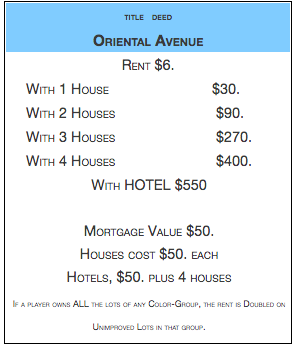 TITLE DEED
ORIENTAL AVENUE
RENT $6.
WITH 1 HOUSE $30.
WITH 2 HOUSES $90.
WITH 3 HOUSES $270.
WITH 4 HOUSES $400.
WITH HOTEL $550
MORTGAGE VALUE $50.
HOUSES COST $50. EACH
HOTELS, $50. PLUS 4 HOUSES
IF A PLAYER OWNS ALL THE LOTS OF ANY COLOR-GROUP, THE RENT IS DOUBLED ON
UNIMPROVED LOTS IN THAT GROUP.